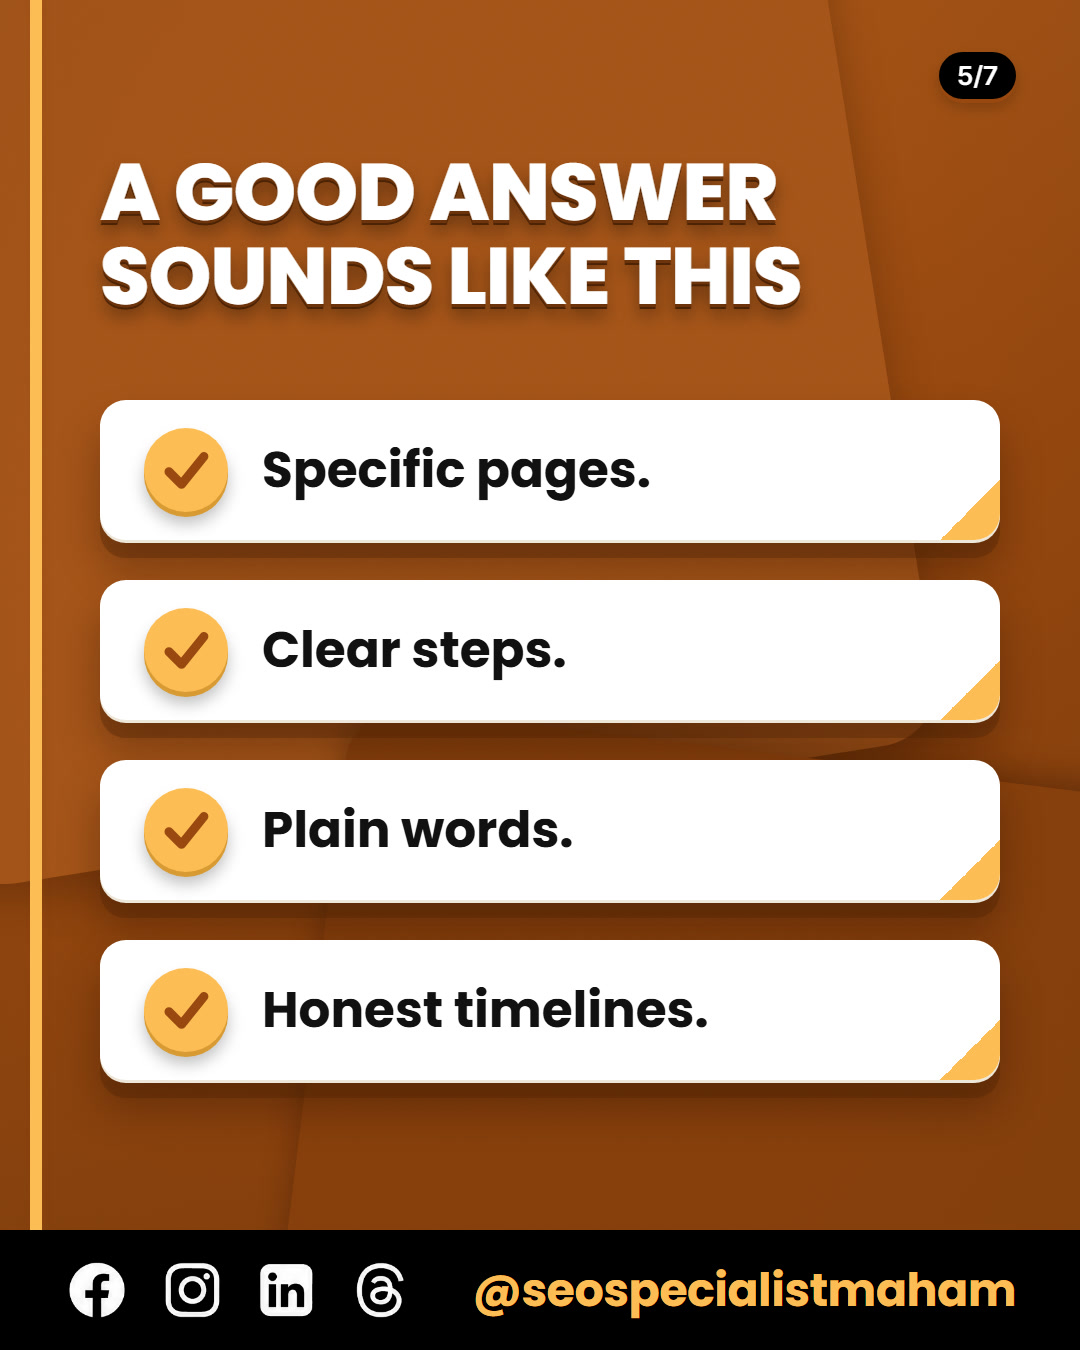 5/7
A GOOD ANSWER
SOUNDS LIKE THIS
Specific pages.
Clear steps.
Plain words.
Honest timelines.
@seospecialistmaham